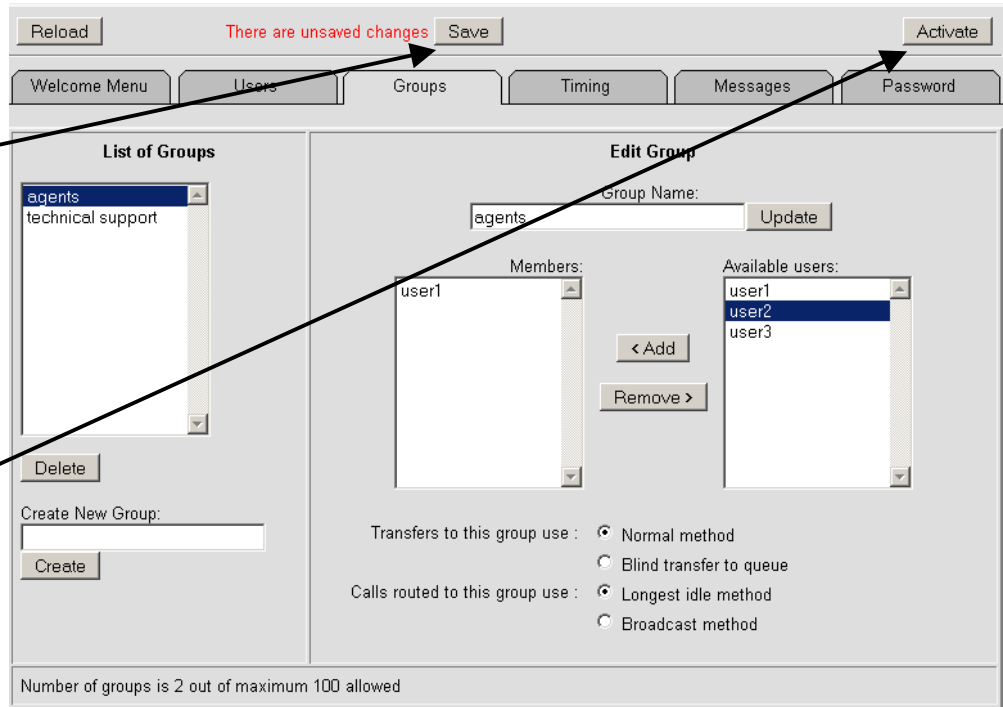 Reload There are unsaved changes Save Activate
Welcome Menu Users Groups Timing Messages Password
List of Groups
agents
technical support
Delete
Create New Group:
Create
Edit Group
Group Name:
agents Update
Members:
user1
< Add
Remove >
Available users:
user1
user2
user3
Transfers to this group use : Normal method
Blind transfer to queue
Calls routed to this group use : Longest idle method
Broadcast method
Number of groups is 2 out of maximum 100 allowed